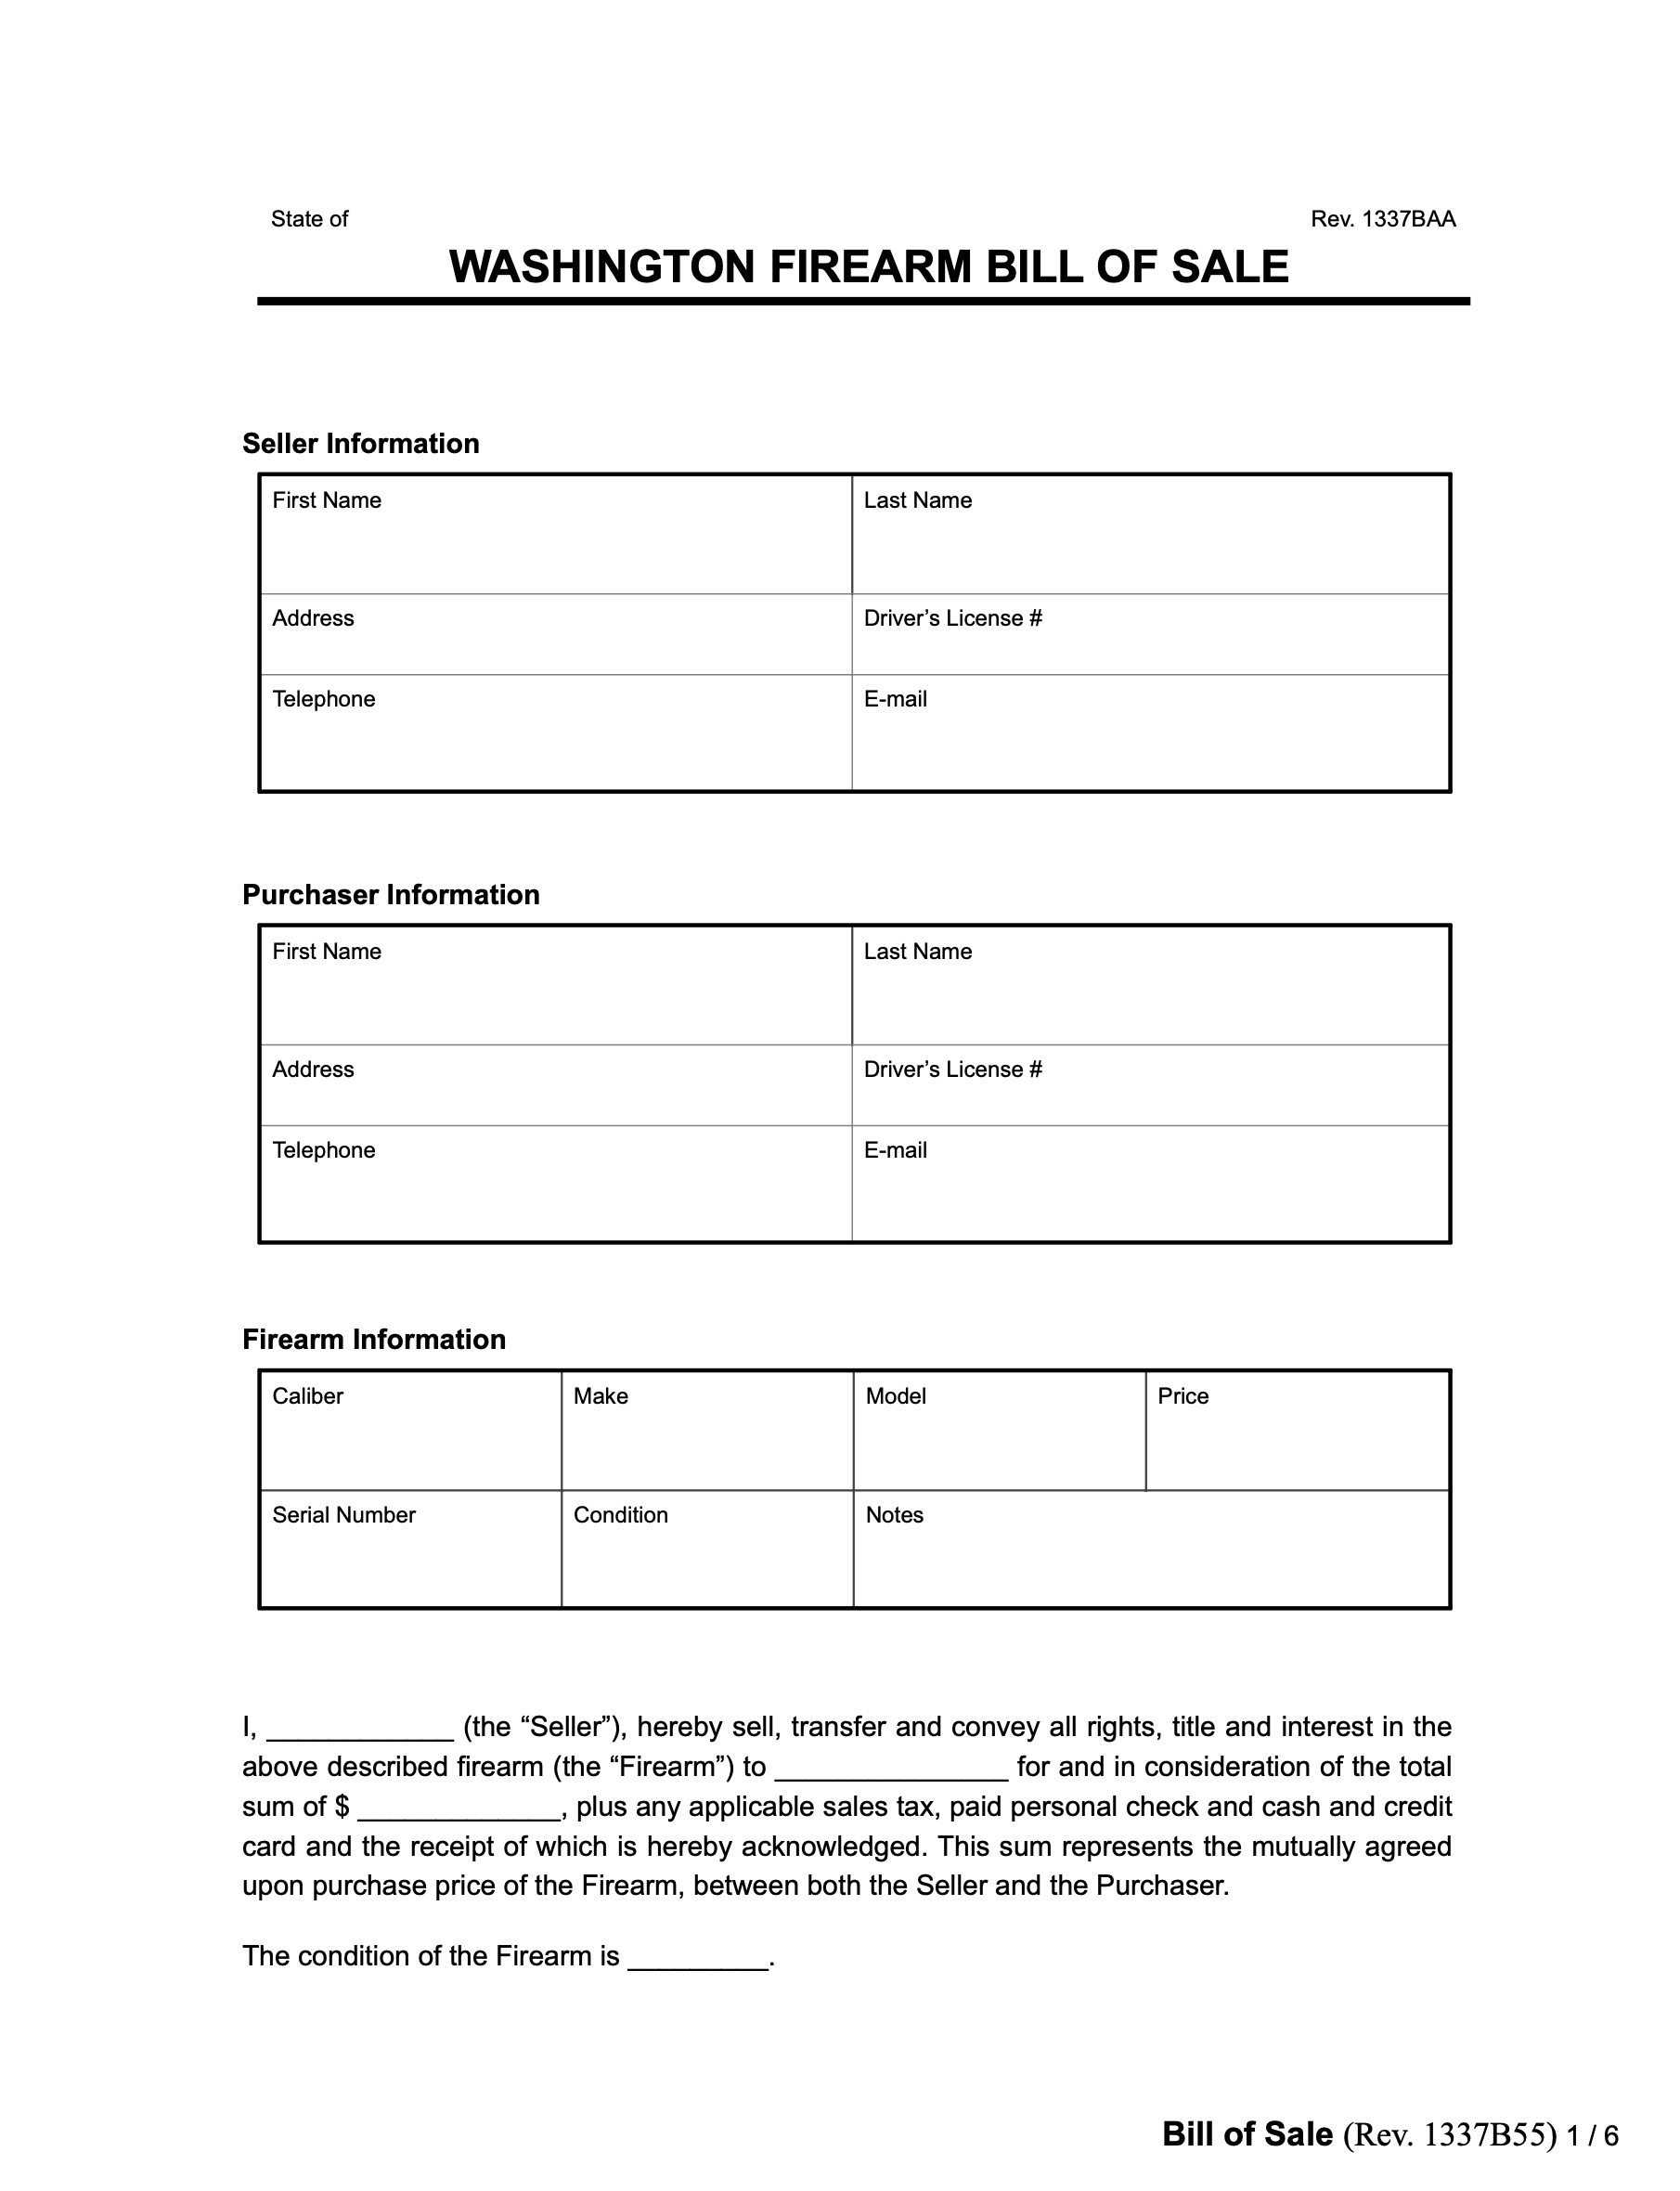 State of Rev. 1337BAA
WASHINGTON FIREARM BILL OF SALE
Seller Information
First Name Last Name
Address Driver’s License #
Telephone E-mail
Purchaser Information
First Name Last Name
Address Driver’s License #
Telephone E-mail
Firearm Information
Caliber Make Model Price
Serial Number Condition Notes
I, ____________ (the “Seller”), hereby sell, transfer and convey all rights, title and interest in the
above described firearm (the “Firearm”) to _______________ for and in consideration of the total
sum of $ _____________, plus any applicable sales tax, paid personal check and cash and credit
card and the receipt of which is hereby acknowledged. This sum represents the mutually agreed
upon purchase price of the Firearm, between both the Seller and the Purchaser.
The condition of the Firearm is _________.
Bill of Sale (Rev. 1337B55) 1 / 6